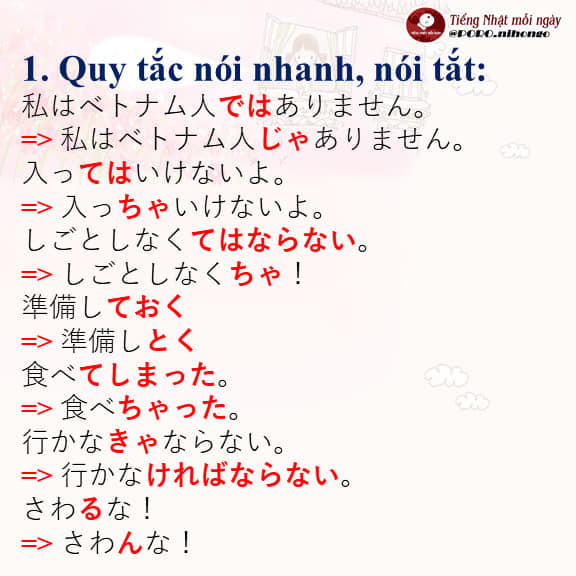 Tiếng Nhật mỗi ngày
@PORO.nihongo
1. Quy tắc nói nhanh, nói tắt:
私はベトナム人ではありません。
=> 私はベトナム人じゃありません。
入ってはいけないよ。
=> 入っちゃいけないよ。
しごとしなくてはならない。
=> しごとしなくちゃ！
準備しておく
=> 準備しとく
食べてしまった。
=> 食べちゃった。
行かなきゃならない。
=> 行かなければならない。
さわるな！
=> さわんな！